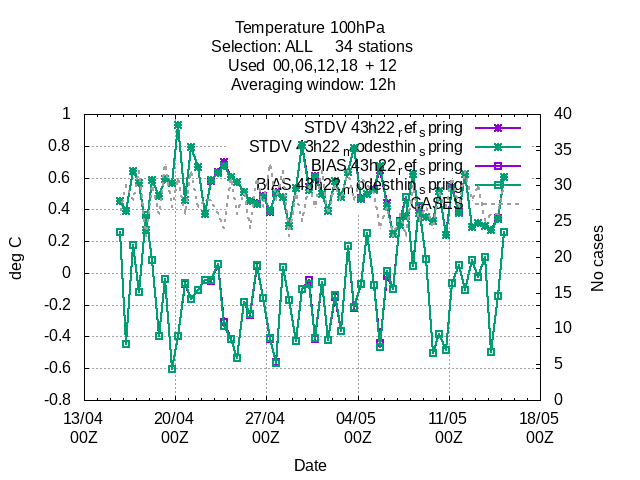 Temperature 100hPa
Selection: ALL 34 stations
Used 00,06,12,18 + 12
Averaging window: 12h
STDV 43h22_ref_spring
STDV 43h22_modesthin_spring
BIAS 43h22_ref_spring
BIAS 43h22_modesthin_spring
CASES
1
0.8
0.6
0.4
0.2
0
-0.2
-0.4
-0.6
-0.8
deg C
40
35
30
25
20
15
10
5
0
No cases
13/04 20/04 27/04 04/05 11/05 18/05
00Z 00Z 00Z 00Z 00Z 00Z
Date